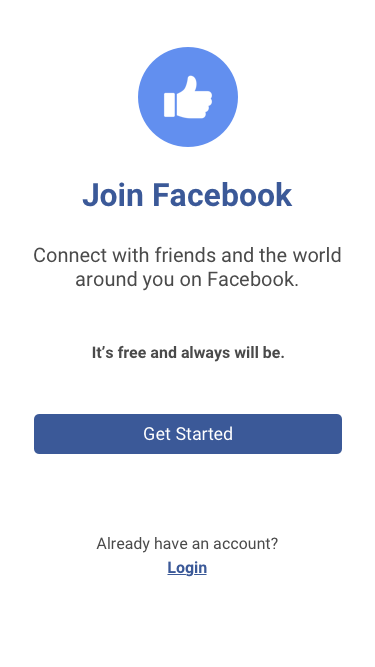 Join Facebook
Connect with friends and the world
around you on Facebook.
It’s free and always will be.
Get Started
Already have an account?
Login